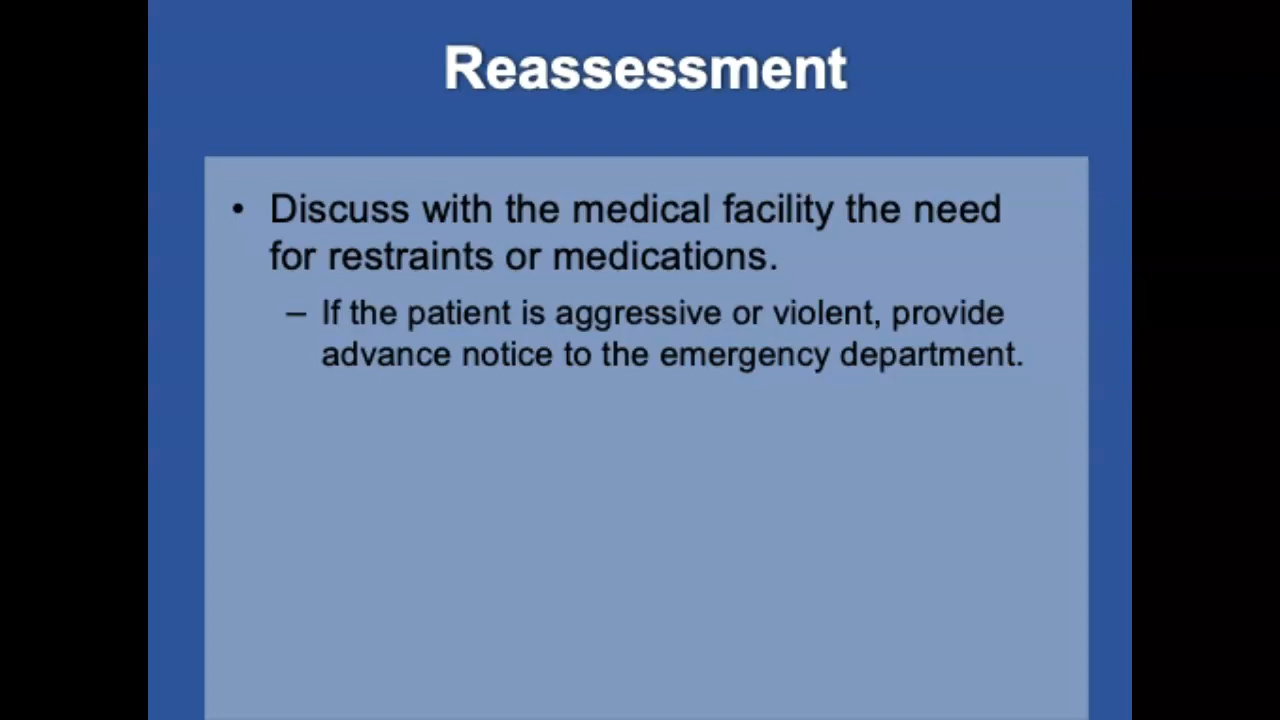 Reassessment
• Discuss with the medical facility the need
for restraints or medications.
– If the patient is aggressive or violent, provide
advance notice to the emergency department.